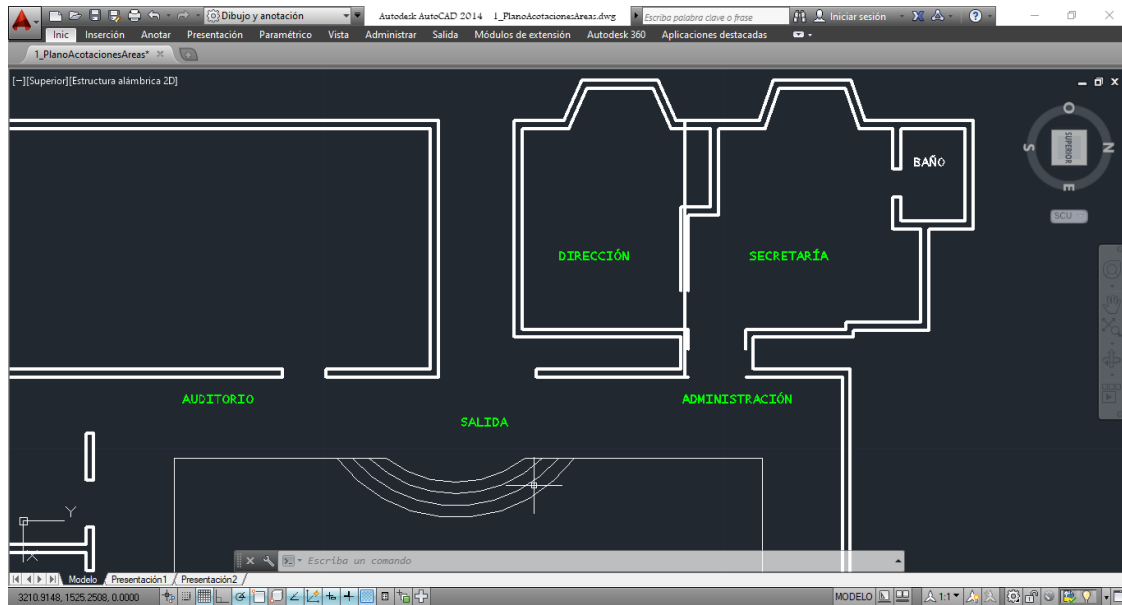 Dibujo y anotación
Autodesk AutoCAD 2014 1_PlanoAcotacionesAreas.dwg
Escriba palabra clave o frase
Iniciar sesión
Inic Inserción Anotar Presentación Paramétrico Vista Administrar Salida Módulos de extensión Autodesk 360 Aplicaciones destacadas
1_PlanoAcotacionesAreas*
[−][Superior][Estructura alámbrica 2D]
O
S SUPERIOR N
E
SCU
BAÑO
DIRECCIÓN SECRETARÍA
AUDITORIO ADMINISTRACIÓN
SALIDA
Y
X
Escriba un comando
Modelo Presentación1 Presentación2
3210.9148, 1525.2508, 0.0000 MODELO 1:1